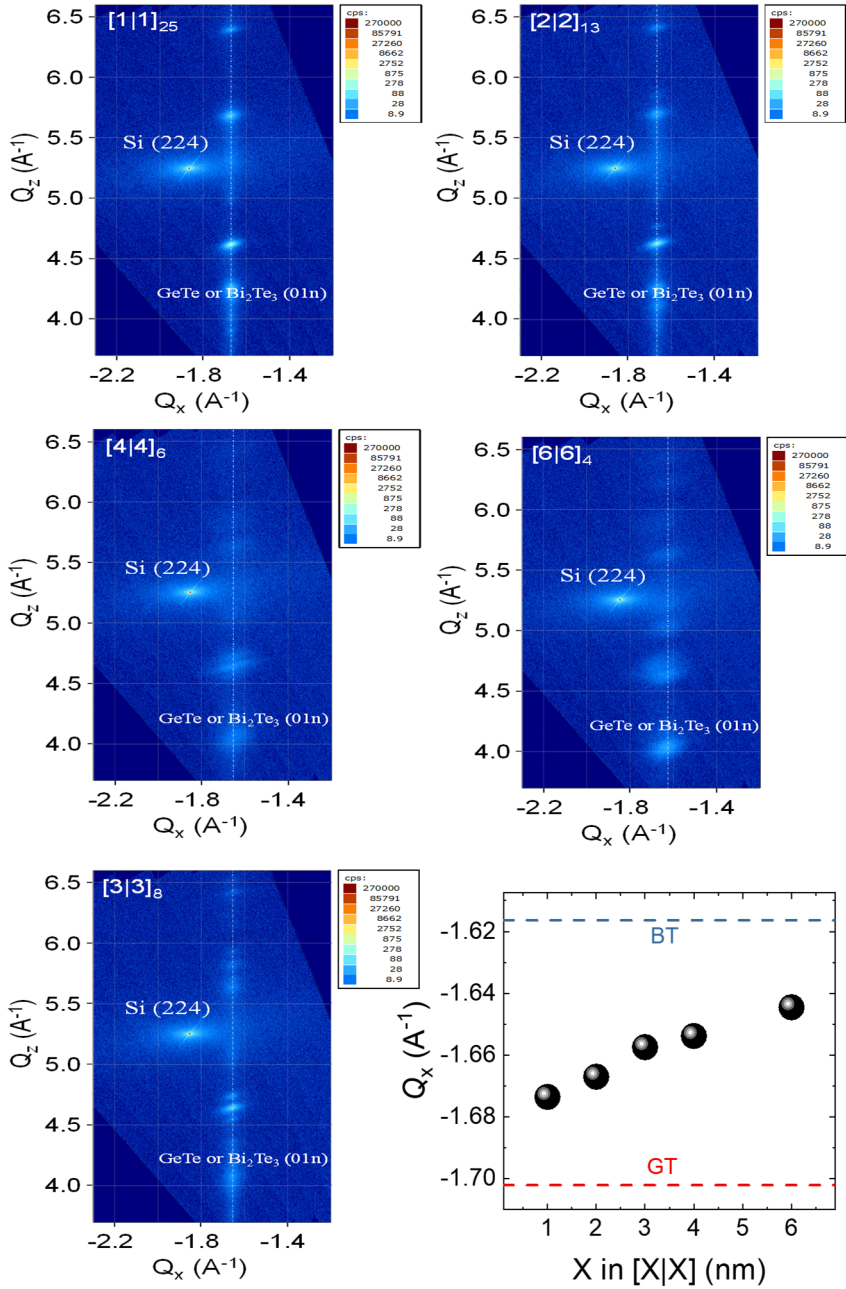 [1|1]25
6.5
6.0
5.5
5.0
4.5
4.0
Qz (A-1)
Si (224)
GeTe or Bi2Te3 (01n)
-2.2 -1.8 -1.4
Qx (A-1)
cps:
270000
85791
27260
8662
2752
875
278
88
28
8.9
[2|2]13
6.5
6.0
5.5
5.0
4.5
4.0
Qz (A-1)
Si (224)
GeTe or Bi2Te3 (01n)
-2.2 -1.8 -1.4
Qx (A-1)
cps:
270000
85791
27260
8662
2752
875
278
88
28
8.9
[4|4]6
6.5
6.0
5.5
5.0
4.5
4.0
Qz (A-1)
Si (224)
GeTe or Bi2Te3 (01n)
-2.2 -1.8 -1.4
Qx (A-1)
cps:
270000
85791
27260
8662
2752
875
278
88
28
8.9
[6|6]4
6.5
6.0
5.5
5.0
4.5
4.0
Qz (A-1)
Si (224)
GeTe or Bi2Te3 (01n)
-2.2 -1.8 -1.4
Qx (A-1)
cps:
270000
85791
27260
8662
2752
875
278
88
28
8.9
[3|3]8
6.5
6.0
5.5
5.0
4.5
4.0
Qz (A-1)
Si (224)
GeTe or Bi2Te3 (01n)
-2.2 -1.8 -1.4
Qx (A-1)
cps:
270000
85791
27260
8662
2752
875
278
88
28
8.9
-1.62
-1.64
-1.66
-1.68
-1.70
Qx (A-1)
BT
GT
1 2 3 4 5 6
X in [X|X] (nm)